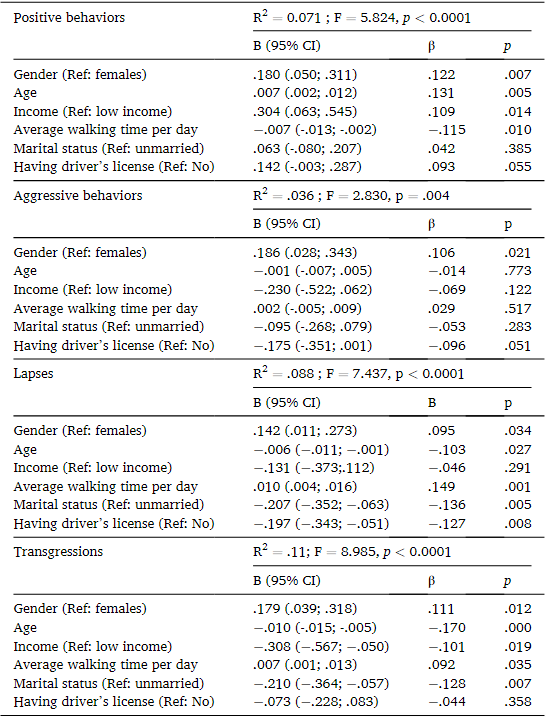 Positive behaviors R² = 0.071 ; F = 5.824, p < 0.0001
B (95% CI) β p
Gender (Ref: females) .180 (.050; .311) .122 .007
Age .007 (.002; .012) .131 .005
Income (Ref: low income) .304 (.063; .545) .109 .014
Average walking time per day −.007 (-.013; -.002) −.115 .010
Marital status (Ref: unmarried) .063 (-.080; .207) .042 .385
Having driver's license (Ref: No) .142 (-.003; .287) .093 .055
Aggressive behaviors R² = .036 ; F = 2.830, p = .004
B (95% CI) β p
Gender (Ref: females) .186 (.028; .343) .106 .021
Age −.001 (-.007; .005) −.014 .773
Income (Ref: low income) −.230 (-.522; .062) −.069 .122
Average walking time per day .002 (-.005; .009) .029 .517
Marital status (Ref: unmarried) −.095 (-.268; .079) −.053 .283
Having driver's license (Ref: No) −.175 (-.351; .001) −.096 .051
Lapses R² = .088 ; F = 7.437, p < 0.0001
B (95% CI) B p
Gender (Ref: females) .142 (.011; .273) .095 .034
Age −.006 (−.011; −.001) −.103 .027
Income (Ref: low income) −.131 (−.373;.112) −.046 .291
Average walking time per day .010 (.004; .016) .149 .001
Marital status (Ref: unmarried) −.207 (−.352; −.063) −.136 .005
Having driver's license (Ref: No) −.197 (−.343; −.051) −.127 .008
Transgressions R² = .11; F = 8.985, p < 0.0001
B (95% CI) β p
Gender (Ref: females) .179 (.039; .318) .111 .012
Age −.010 (-.015; -.005) −.170 .000
Income (Ref: low income) −.308 (−.567; −.050) −.101 .019
Average walking time per day .007 (.001; .013) .092 .035
Marital status (Ref: unmarried) −.210 (−.364; −.057) −.128 .007
Having driver's license (Ref: No) −.073 (−.228; .083) −.044 .358